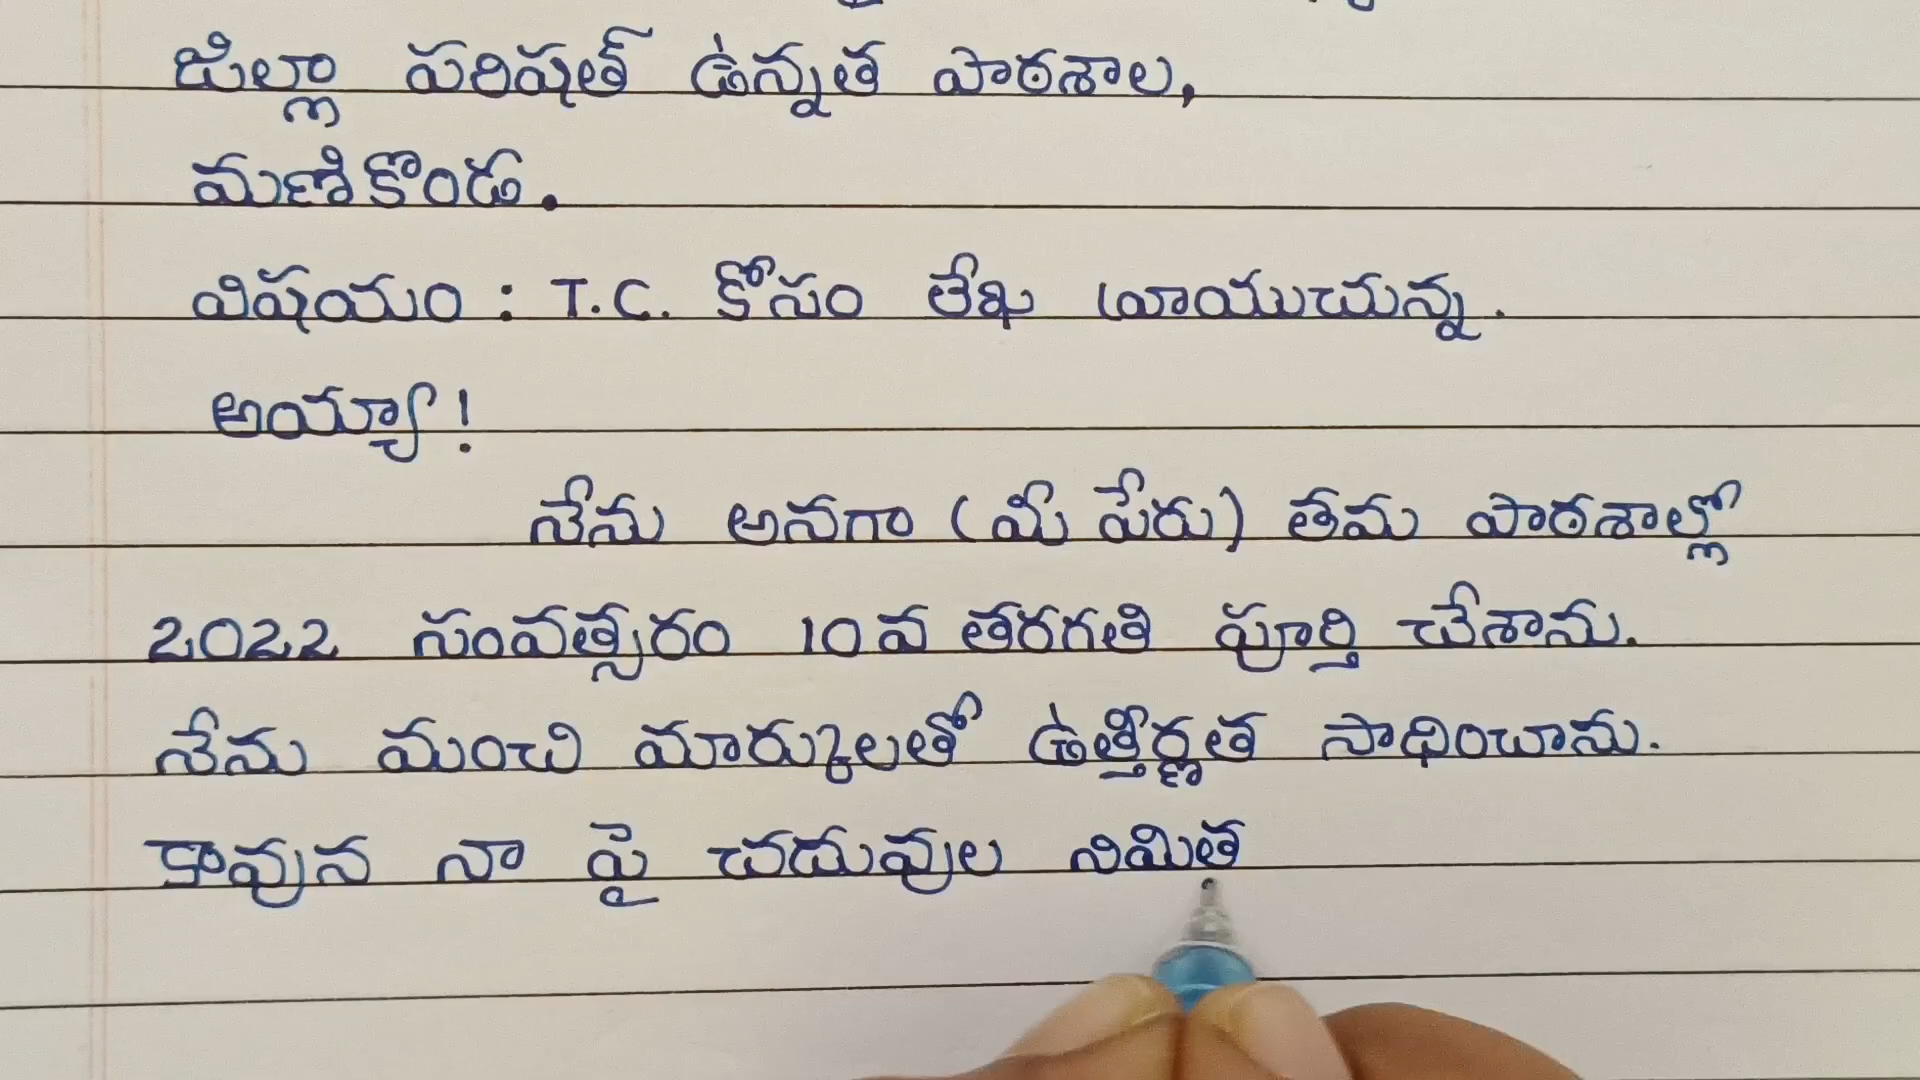 జిల్లా పరిషత్ ఉన్నత పాఠశాల,
మణికొండ.
విషయం : T.C. కోసం లేఖ వ్రాయుచున్న.
అయ్యా!
నేను అనగా (మీ పేరు) తమ పాఠశాల్లో
2022 సంవత్సరం 10వ తరగతి పూర్తి చేశాను.
నేను మంచి మార్కులతో ఉత్తీర్ణత సాధించాను.
కావున నా పై చదువుల నిమిత